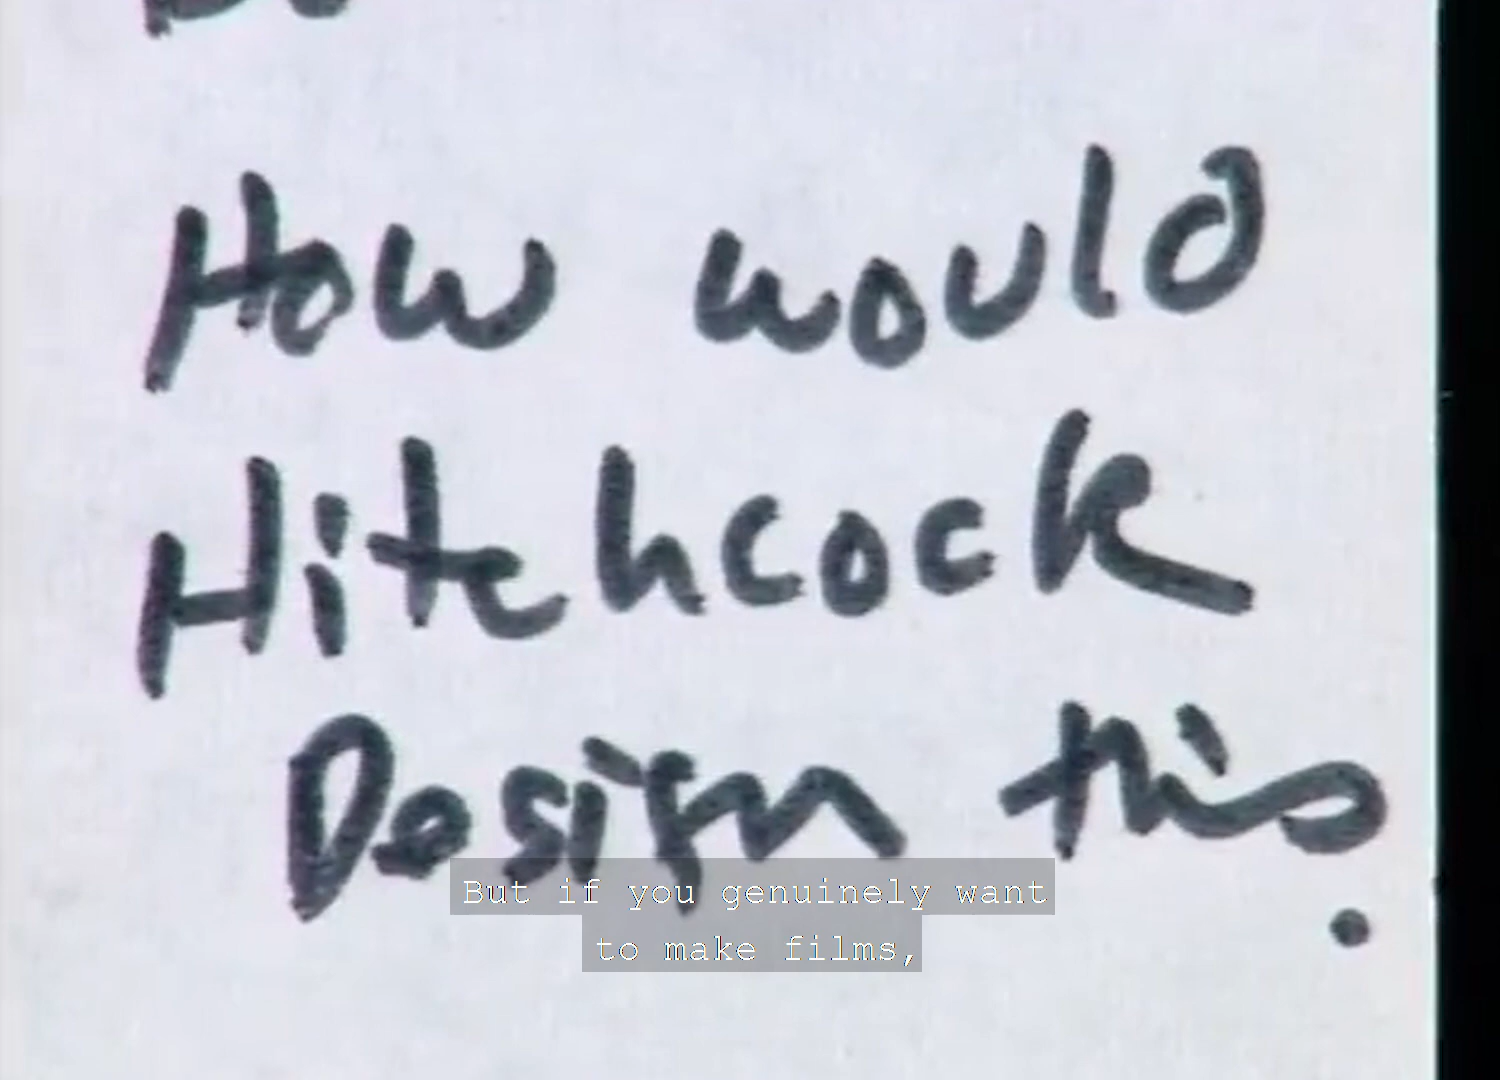 How would
Hitchcock
Design this
But if you genuinely want
to make films,